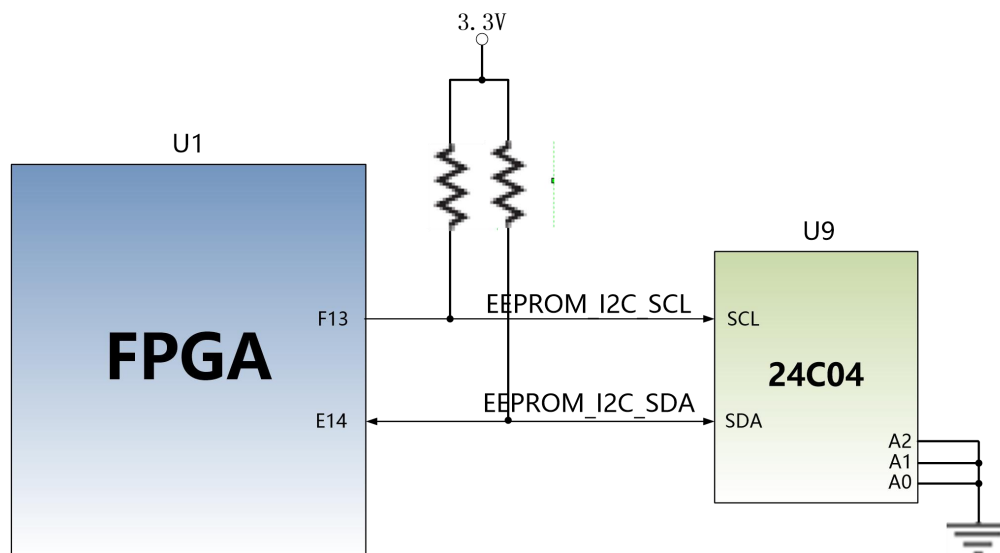 3.3V
U1
U9
EEPROM_I2C_SCL
F13
SCL
FPGA
24C04
EEPROM_I2C_SDA
E14
SDA
A2
A1
A0